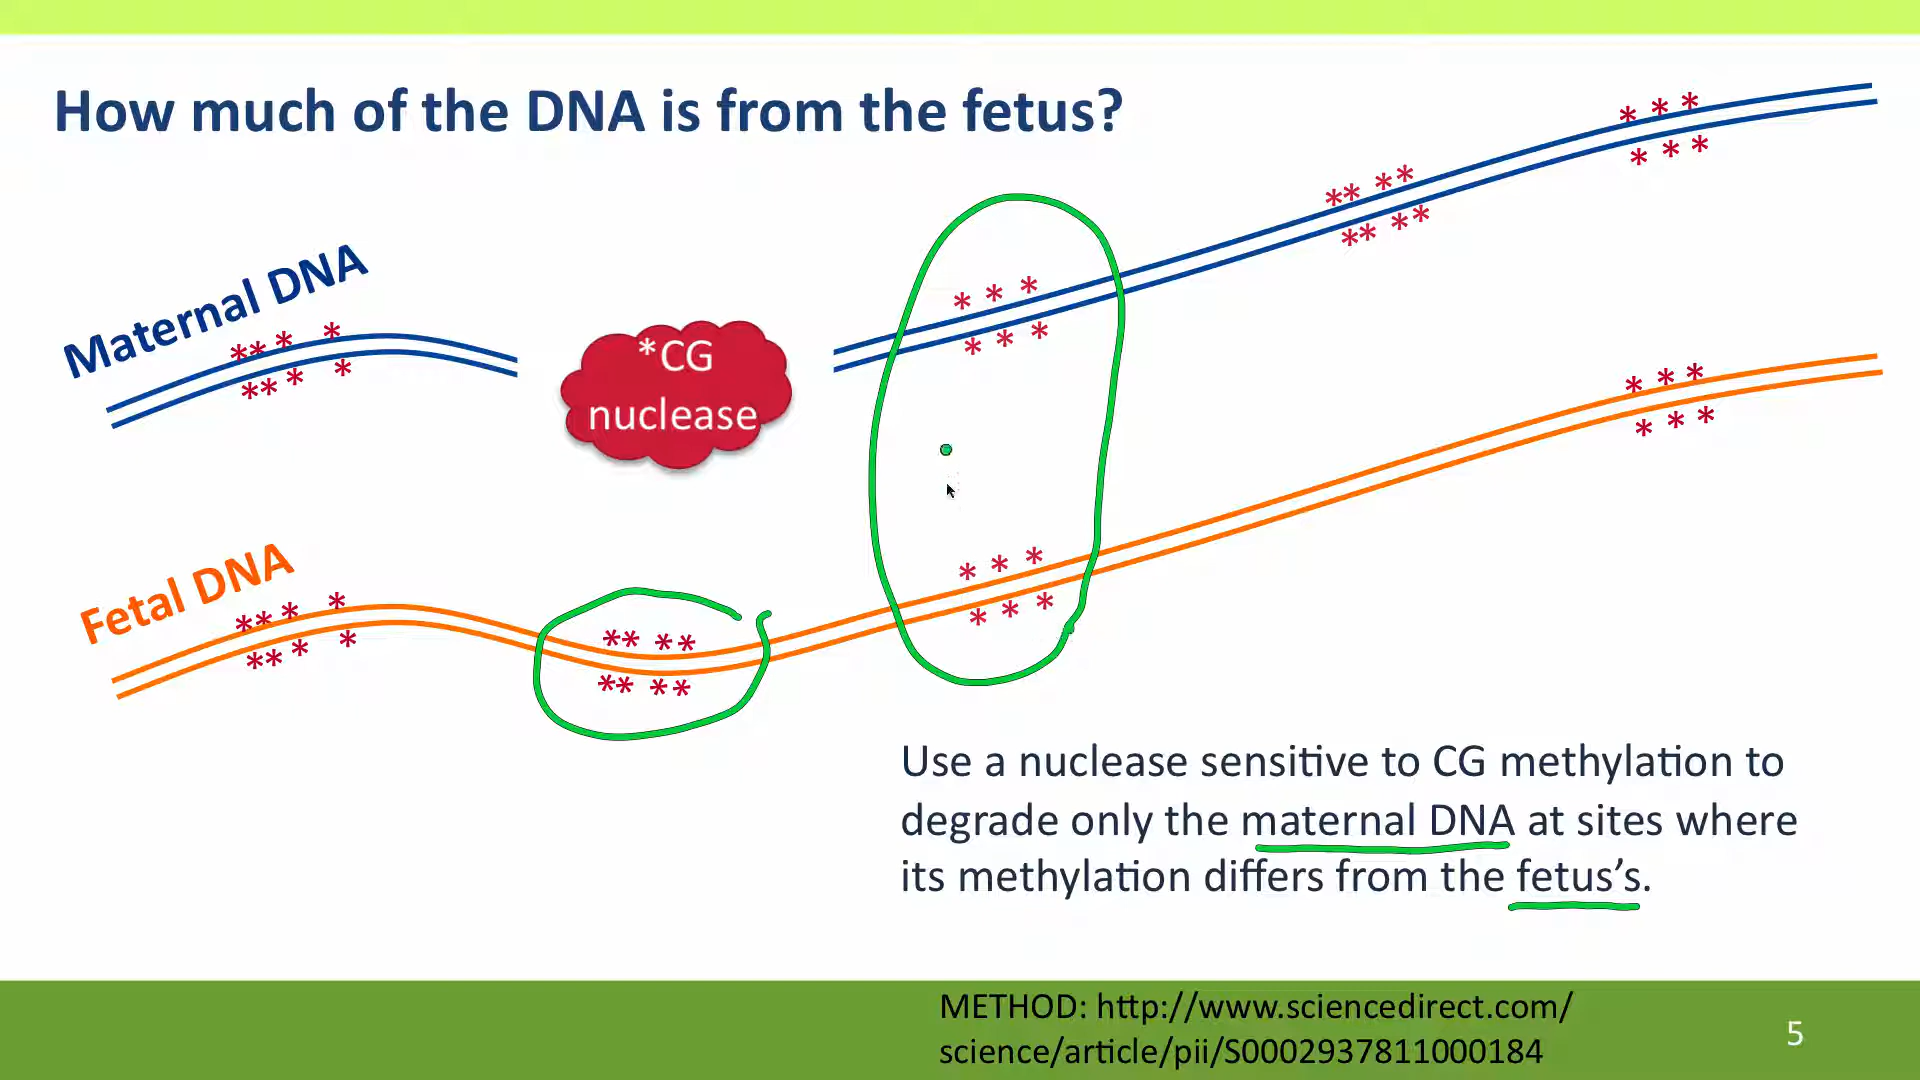 How much of the DNA is from the fetus?
Maternal DNA
*CG
nuclease
Fetal DNA
Use a nuclease sensitive to CG methylation to
degrade only the maternal DNA at sites where
its methylation differs from the fetus’s.
METHOD: http://www.sciencedirect.com/
science/article/pii/S0002937811000184
5